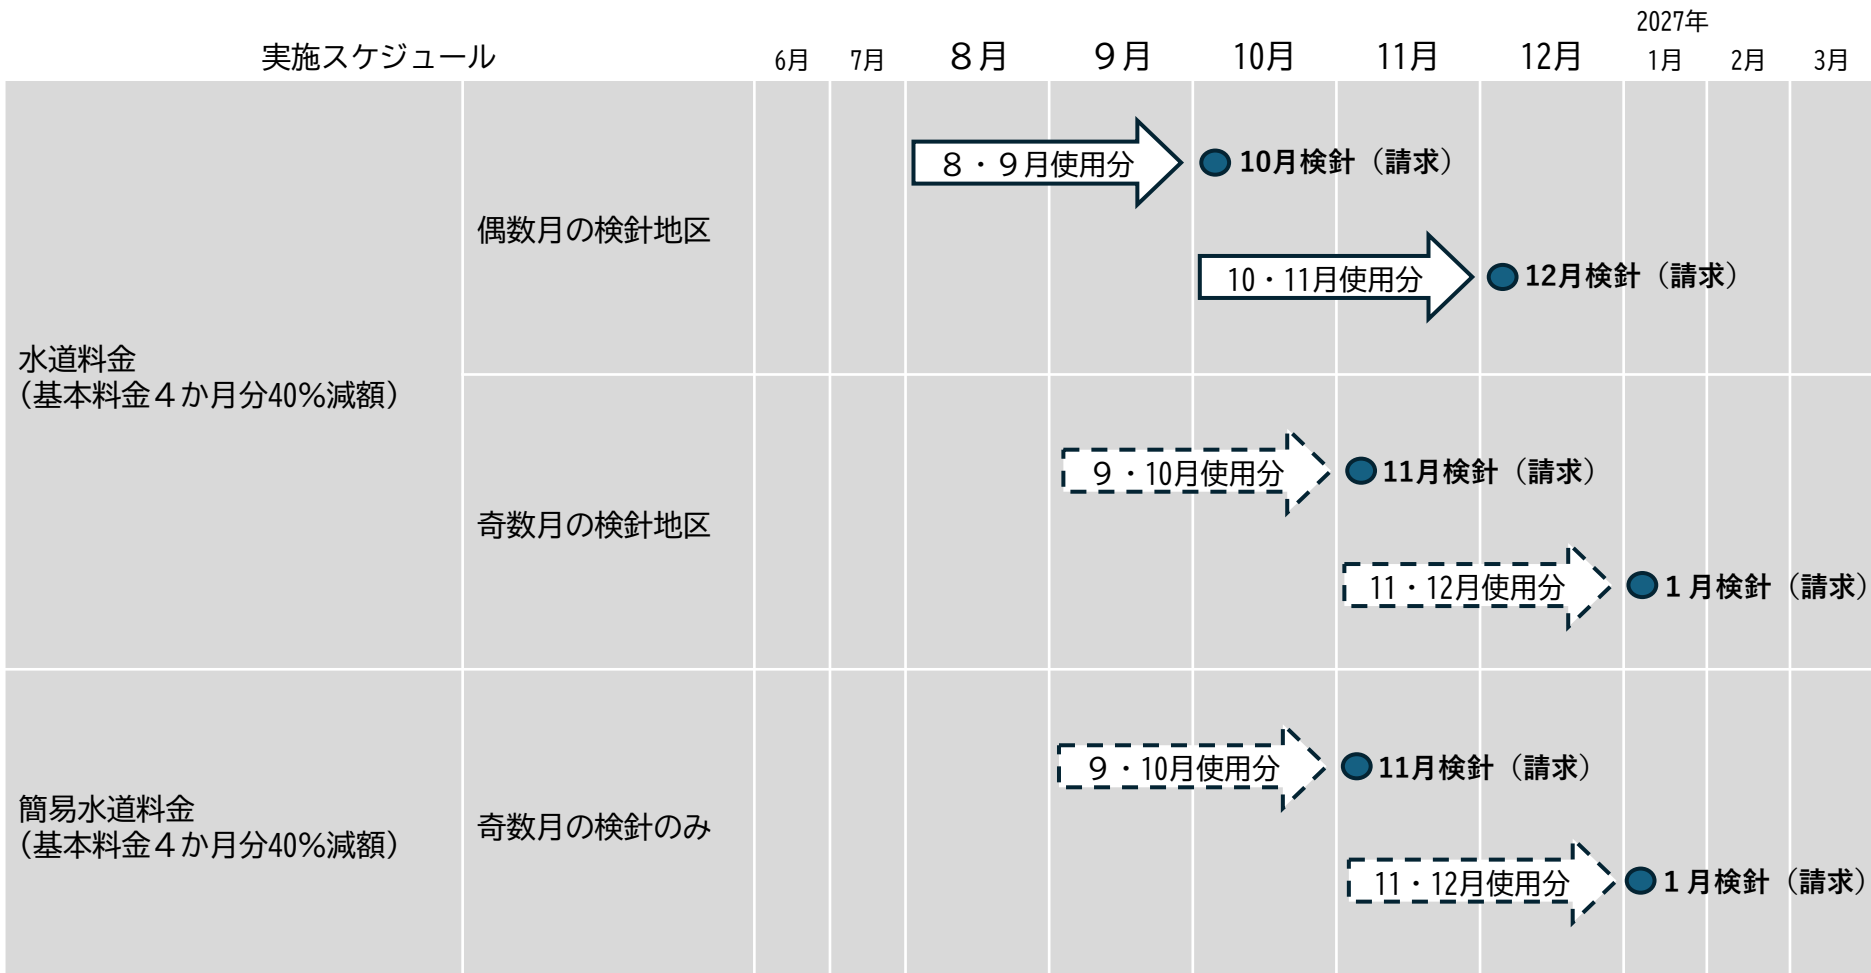 2027年
実施スケジュール 6月 7月 8月 9月 10月 11月 12月 1月 2月 3月
水道料金
（基本料金４か月分40%減額）
偶数月の検針地区
８・９月使用分 10月検針（請求）
10・11月使用分 12月検針（請求）
奇数月の検針地区
９・10月使用分 11月検針（請求）
11・12月使用分 1月検針（請求）
簡易水道料金
（基本料金４か月分40%減額）
奇数月の検針のみ
９・10月使用分 11月検針（請求）
11・12月使用分 1月検針（請求）